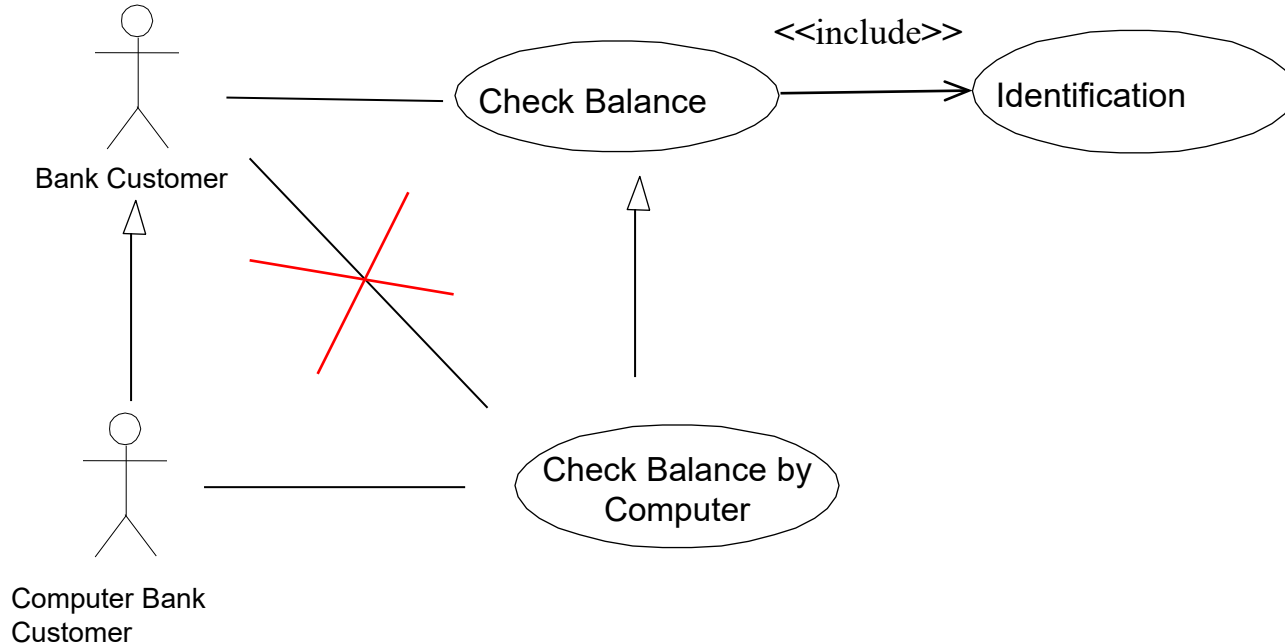 <<include>>
Check Balance
Identification
Bank Customer
Check Balance by
Computer
Computer Bank
Customer